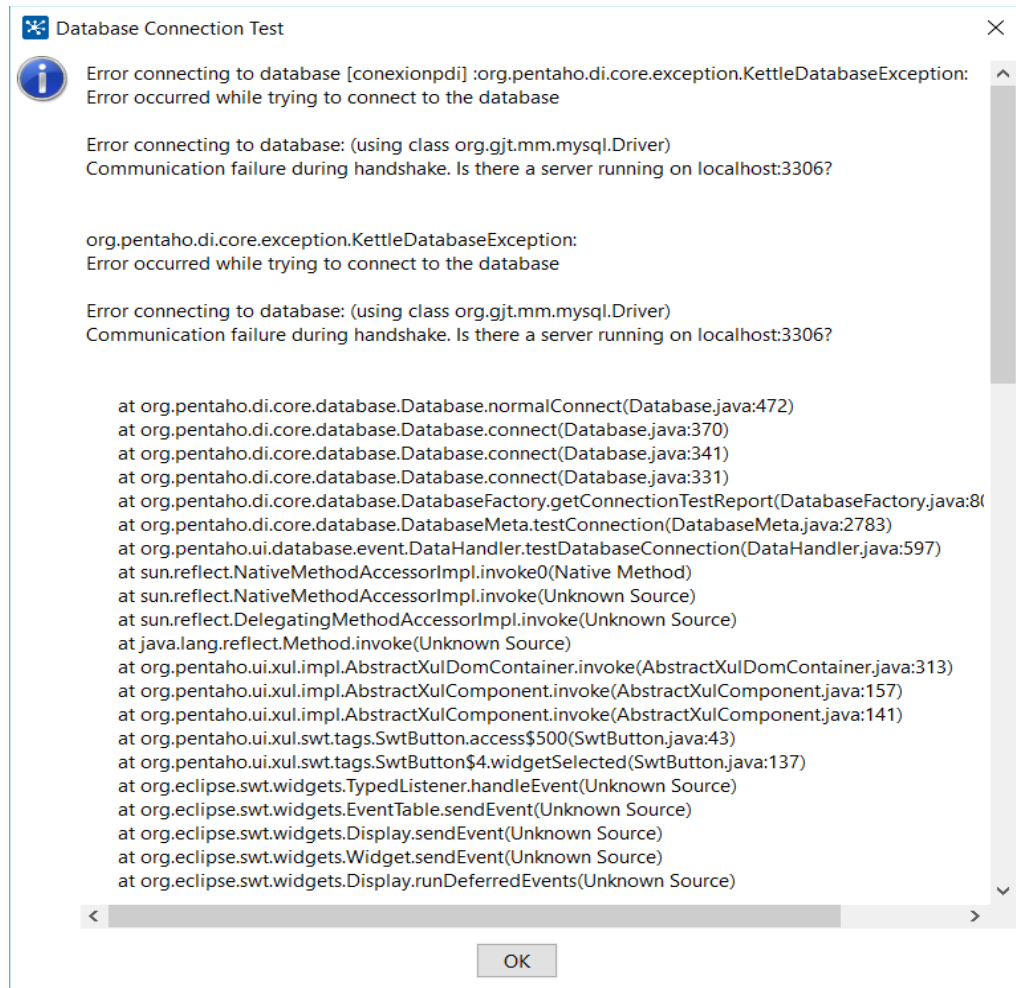 Database Connection Test
Error connecting to database [conexionpdi] :org.pentaho.di.core.exception.KettleDatabaseException:
Error occurred while trying to connect to the database
Error connecting to database: (using class org.gjt.mm.mysql.Driver)
Communication failure during handshake. Is there a server running on localhost:3306?
org.pentaho.di.core.exception.KettleDatabaseException:
Error occurred while trying to connect to the database
Error connecting to database: (using class org.gjt.mm.mysql.Driver)
Communication failure during handshake. Is there a server running on localhost:3306?
at org.pentaho.di.core.database.Database.normalConnect(Database.java:472)
at org.pentaho.di.core.database.Database.connect(Database.java:370)
at org.pentaho.di.core.database.Database.connect(Database.java:341)
at org.pentaho.di.core.database.Database.connect(Database.java:331)
at org.pentaho.di.core.database.DatabaseFactory.getConnectionTestReport(DatabaseFactory.java:80
at org.pentaho.di.core.database.DatabaseMeta.testConnection(DatabaseMeta.java:2783)
at org.pentaho.ui.database.event.DataHandler.testDatabaseConnection(DataHandler.java:597)
at sun.reflect.NativeMethodAccessorImpl.invoke0(Native Method)
at sun.reflect.NativeMethodAccessorImpl.invoke(Unknown Source)
at sun.reflect.DelegatingMethodAccessorImpl.invoke(Unknown Source)
at java.lang.reflect.Method.invoke(Unknown Source)
at org.pentaho.ui.xul.impl.AbstractXulDomContainer.invoke(AbstractXulDomContainer.java:313)
at org.pentaho.ui.xul.impl.AbstractXulComponent.invoke(AbstractXulComponent.java:157)
at org.pentaho.ui.xul.impl.AbstractXulComponent.invoke(AbstractXulComponent.java:141)
at org.pentaho.ui.xul.swt.tags.SwtButton.access$500(SwtButton.java:43)
at org.pentaho.ui.xul.swt.tags.SwtButton$4.widgetSelected(SwtButton.java:137)
at org.eclipse.swt.widgets.TypedListener.handleEvent(Unknown Source)
at org.eclipse.swt.widgets.EventTable.sendEvent(Unknown Source)
at org.eclipse.swt.widgets.Display.sendEvent(Unknown Source)
at org.eclipse.swt.widgets.Widget.sendEvent(Unknown Source)
at org.eclipse.swt.widgets.Display.runDeferredEvents(Unknown Source)
OK